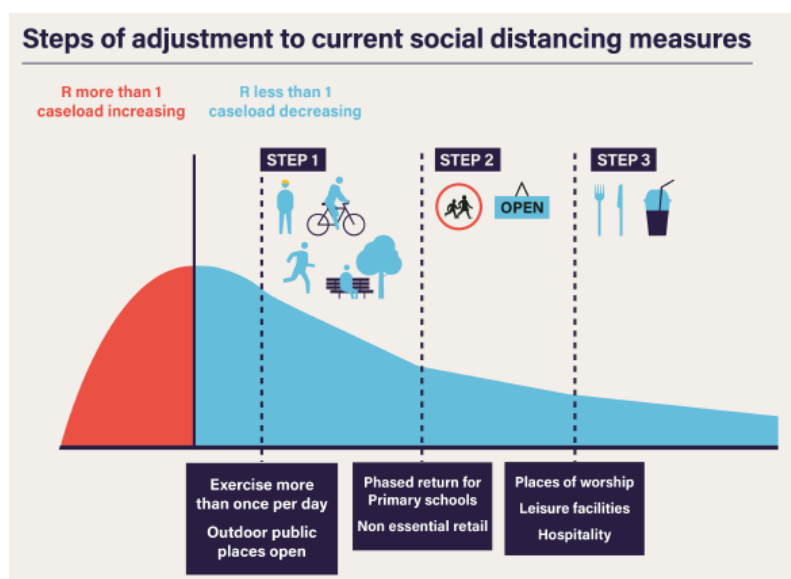 Steps of adjustment to current social distancing measures
R more than 1
caseload increasing
R less than 1
caseload decreasing
STEP 1
STEP 2
STEP 3
OPEN
Exercise more
than once per day
Outdoor public
places open
Phased return for
Primary schools
Non essential retail
Places of worship
Leisure facilities
Hospitality